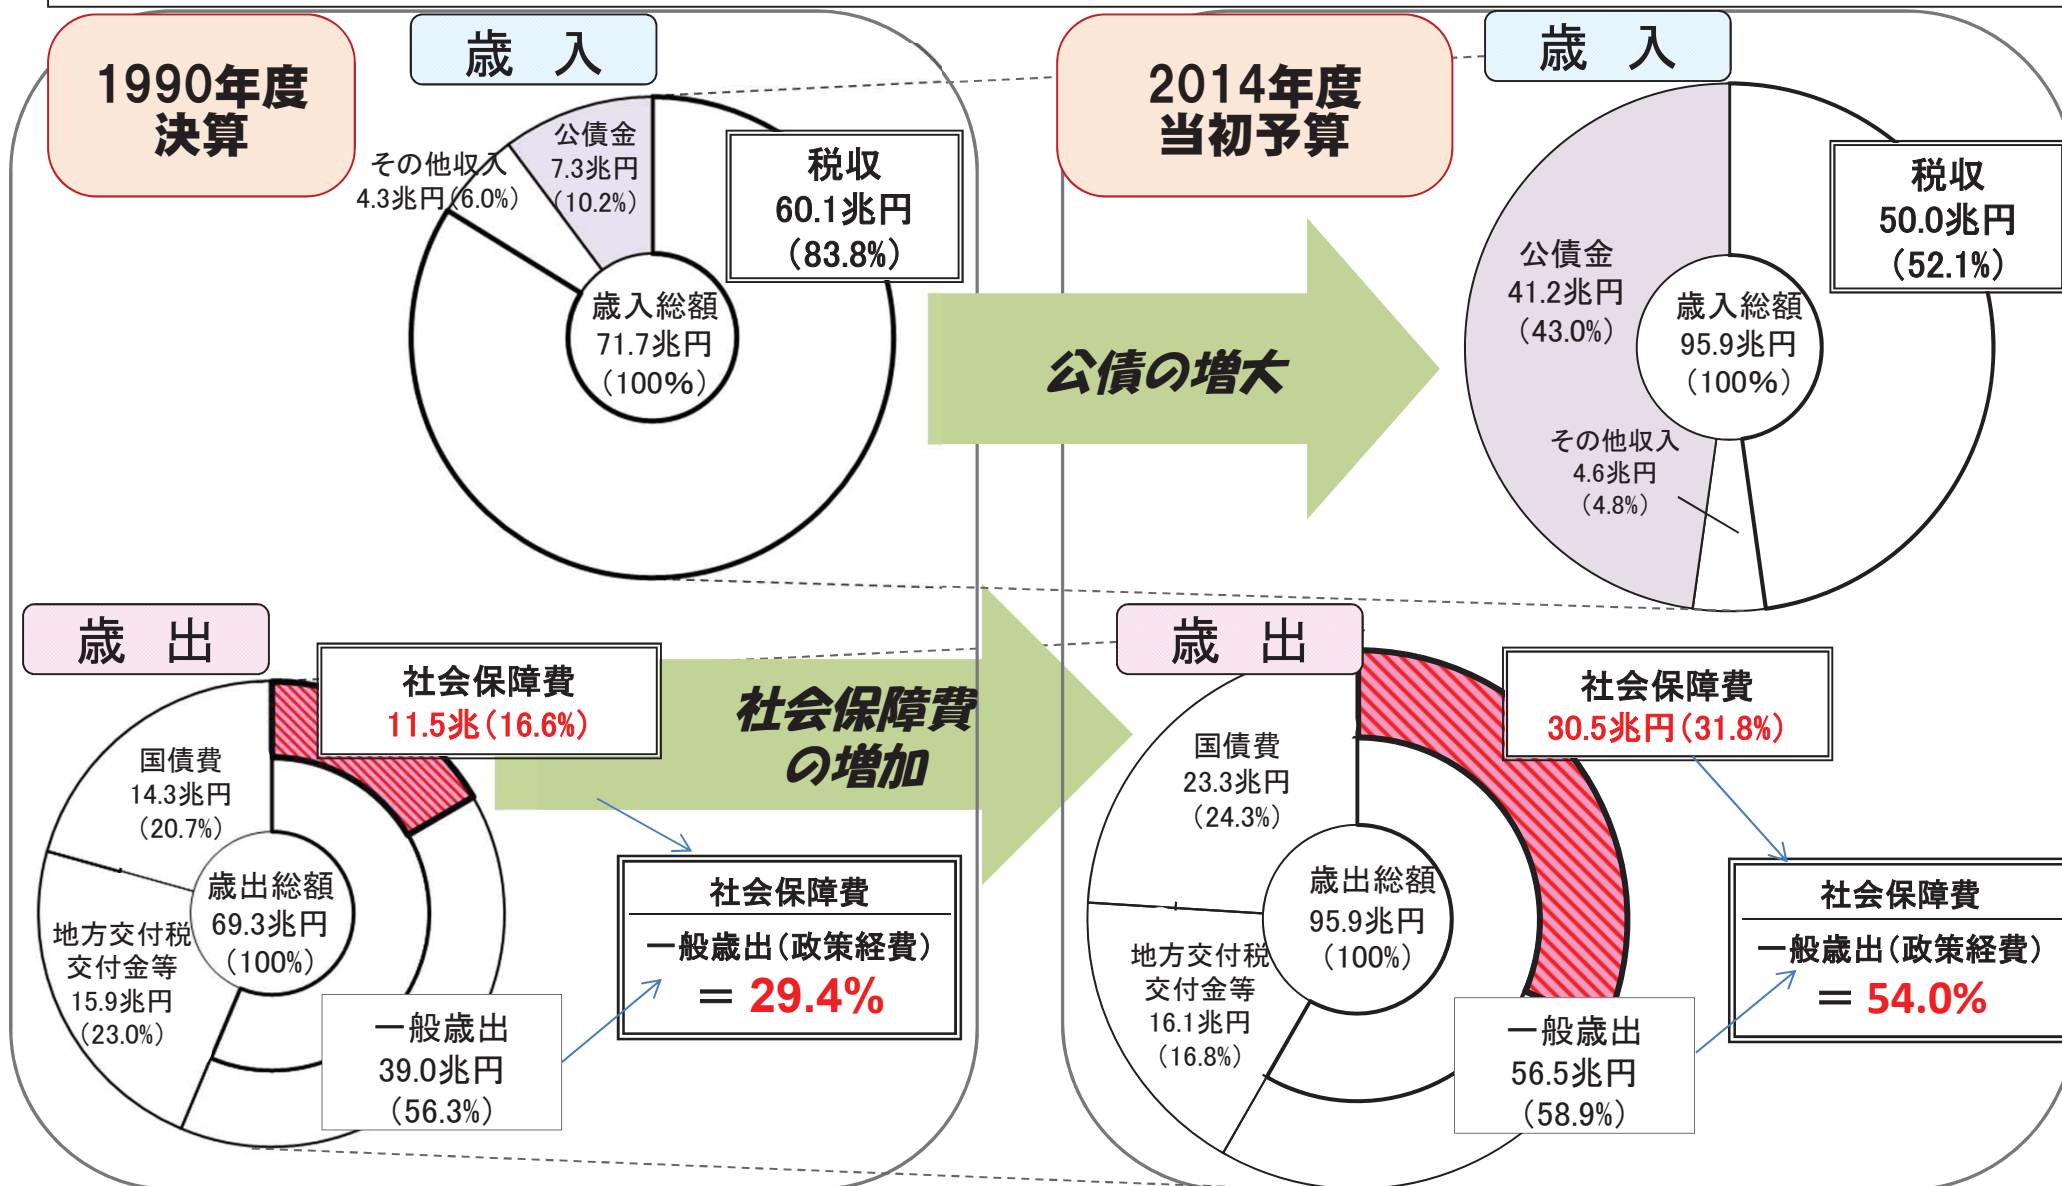 1990年度
決算
歳 入
その他収入
4.3兆円(6.0%)
公債金
7.3兆円
(10.2%)
税収
60.1兆円
(83.8%)
歳入総額
71.7兆円
(100%)
公債の増大
2014年度
当初予算
歳 入
税収
50.0兆円
(52.1%)
公債金
41.2兆円
(43.0%)
歳入総額
95.9兆円
(100%)
その他収入
4.6兆円
(4.8%)
歳 出
社会保障費
11.5兆(16.6%)
国債費
14.3兆円
(20.7%)
歳出総額
69.3兆円
(100%)
地方交付税
交付金等
15.9兆円
(23.0%)
一般歳出
39.0兆円
(56.3%)
社会保障費
一般歳出(政策経費)
= 29.4%
社会保障費
の増加
歳 出
社会保障費
30.5兆円(31.8%)
国債費
23.3兆円
(24.3%)
歳出総額
95.9兆円
(100%)
地方交付税
交付金等
16.1兆円
(16.8%)
一般歳出
56.5兆円
(58.9%)
社会保障費
一般歳出(政策経費)
= 54.0%